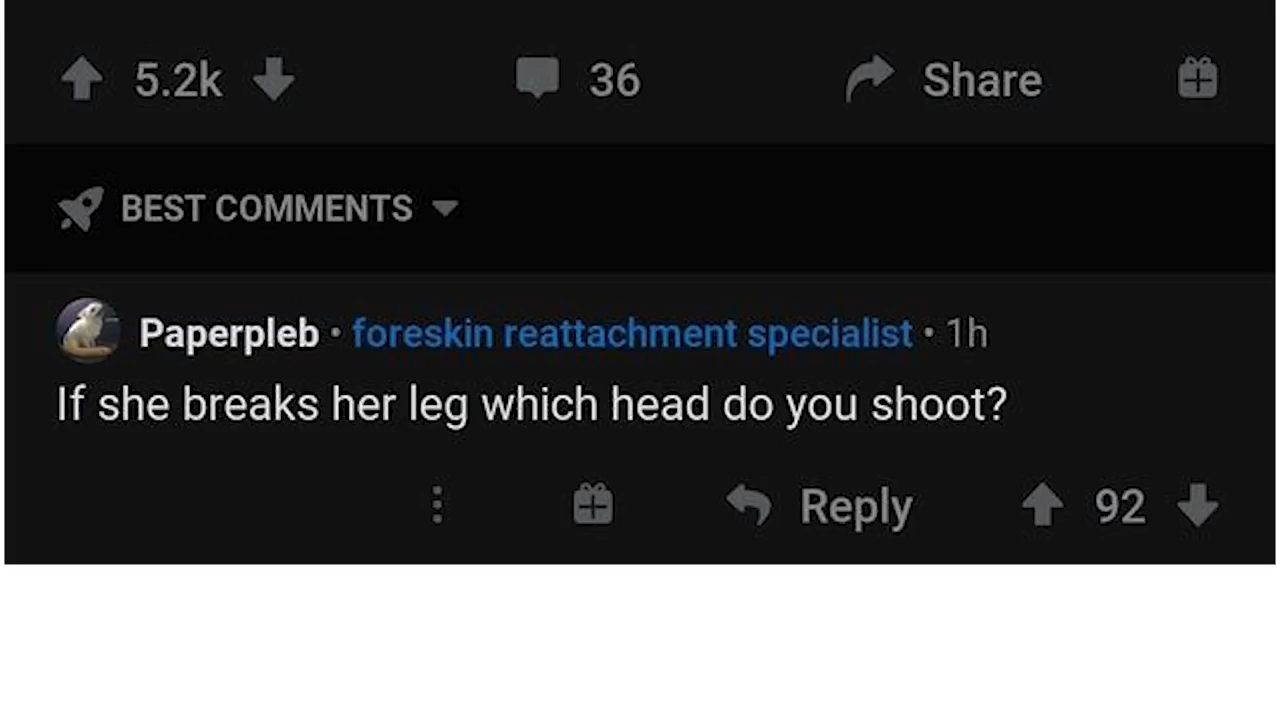 5.2k 36 Share
BEST COMMENTS
Paperpleb • foreskin reattachment specialist • 1h
If she breaks her leg which head do you shoot?
Reply 92